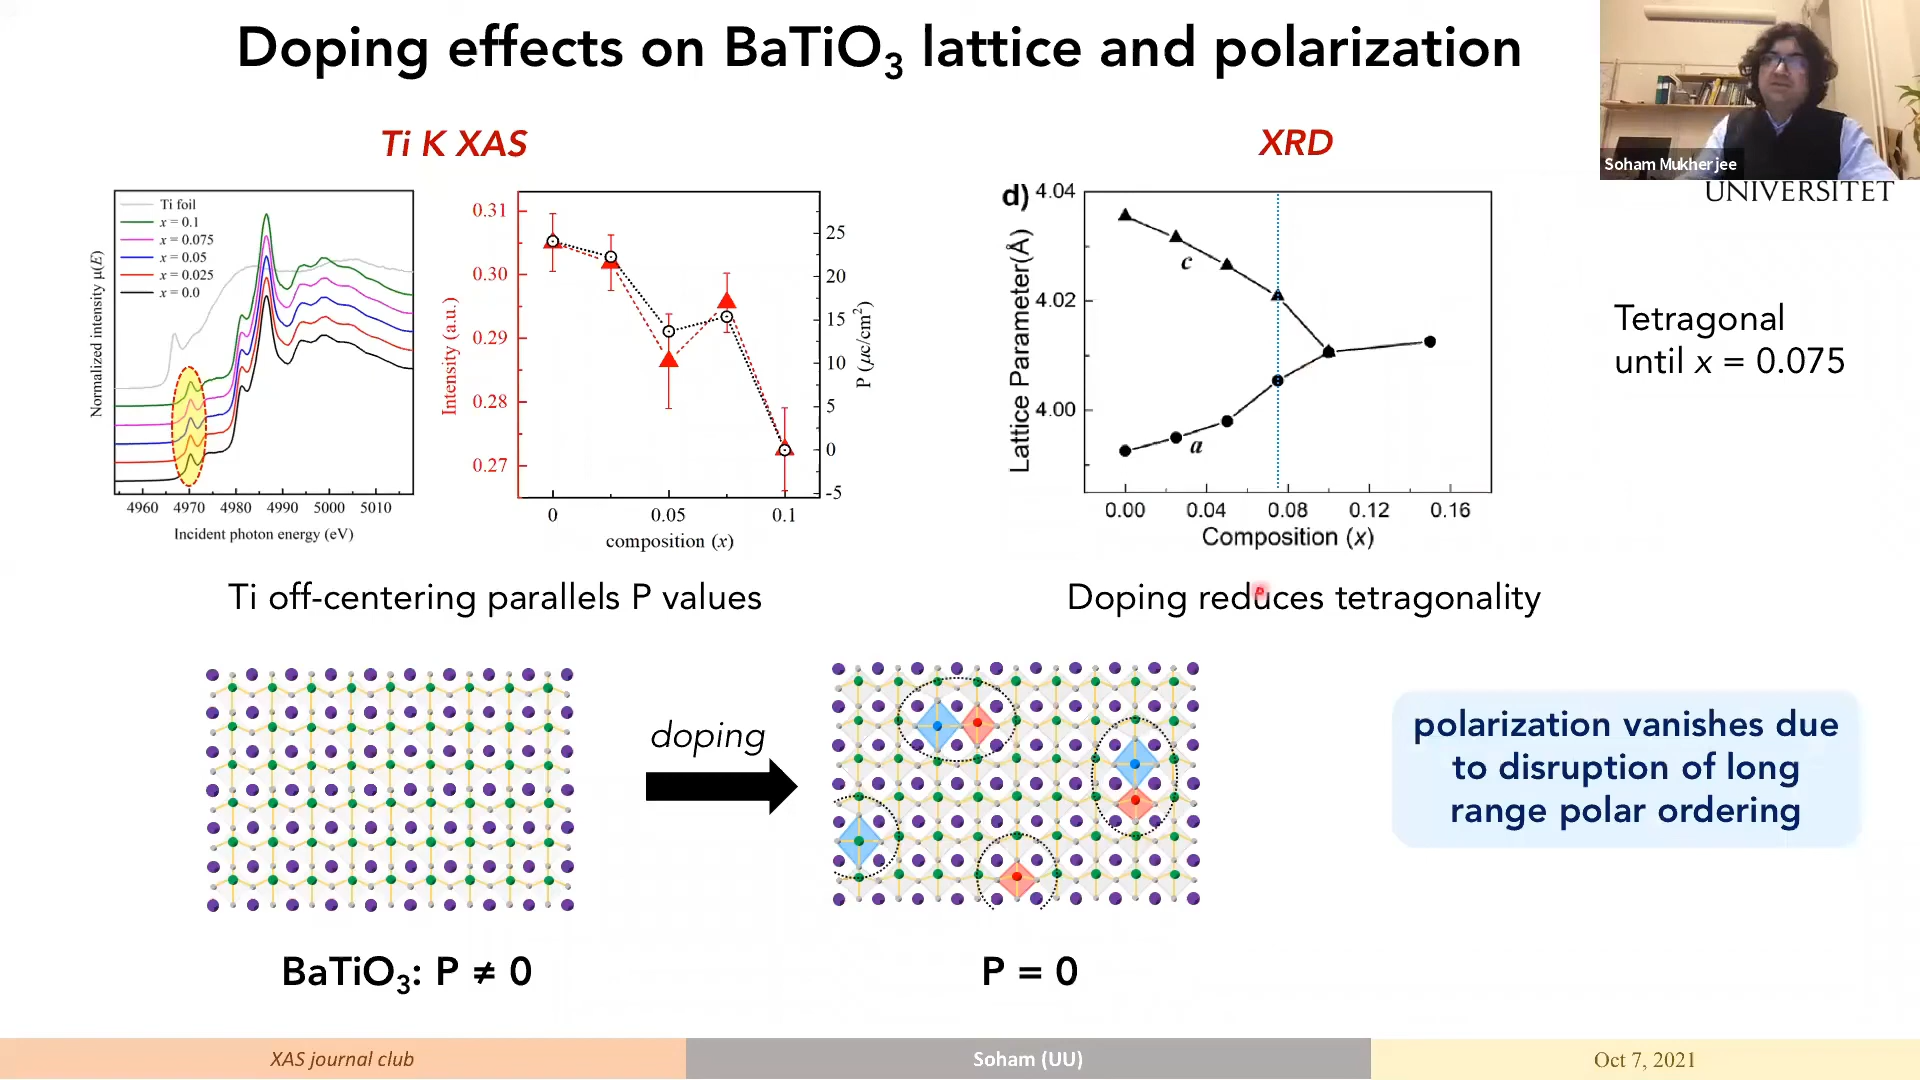 Doping effects on BaTiO₃ lattice and polarization
Soham Mukherjee
UNIVERSITET
Ti K XAS
XRD
Ti foil
x = 0.1
x = 0.075
x = 0.05
x = 0.025
x = 0.0
Normalized intensity μ(E)
4960 4970 4980 4990 5000 5010
Incident photon energy (eV)
0.31
0.30
0.29
0.28
0.27
Intensity (a.u.)
25
20
15
10
5
0
-5
P (μc/cm²)
0 0.05 0.1
composition (x)
d)
4.04
4.02
4.00
Lattice Parameter(Å)
c
a
0.00 0.04 0.08 0.12 0.16
Composition (x)
Tetragonal
until x = 0.075
Ti off-centering parallels P values
Doping reduces tetragonality
doping
polarization vanishes due
to disruption of long
range polar ordering
BaTiO₃: P ≠ 0
P = 0
XAS journal club
Soham (UU)
Oct 7, 2021